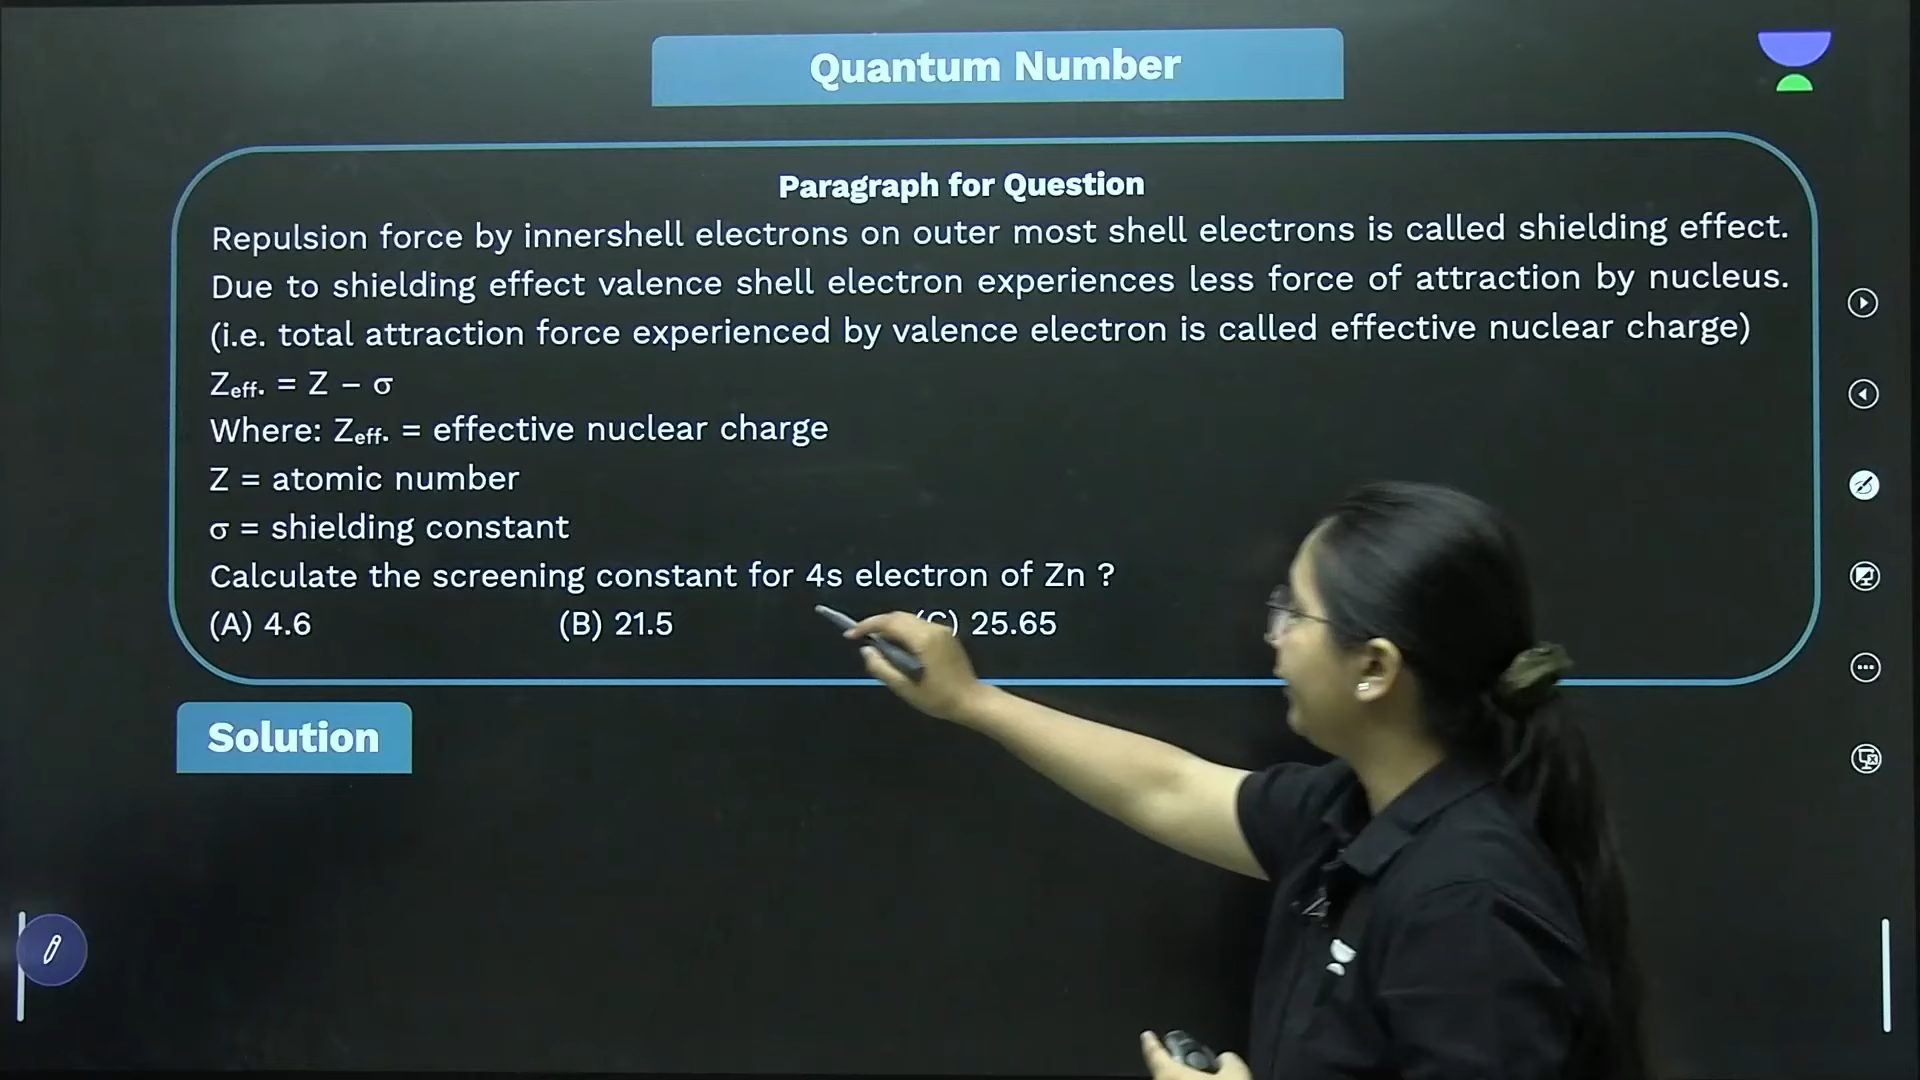 Quantum Number
Paragraph for Question
Repulsion force by innershell electrons on outer most shell electrons is called shielding effect.
Due to shielding effect valence shell electron experiences less force of attraction by nucleus.
(i.e. total attraction force experienced by valence electron is called effective nuclear charge)
Zeff. = Z – σ
Where: Zeff. = effective nuclear charge
Z = atomic number
σ = shielding constant
Calculate the screening constant for 4s electron of Zn ?
(A) 4.6 (B) 21.5 (C) 25.65
Solution